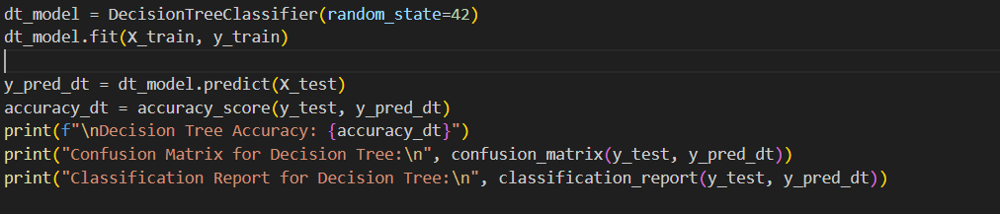 dt_model = DecisionTreeClassifier(random_state=42)
dt_model.fit(X_train, y_train)
y_pred_dt = dt_model.predict(X_test)
accuracy_dt = accuracy_score(y_test, y_pred_dt)
print(f"\nDecision Tree Accuracy: {accuracy_dt}")
print("Confusion Matrix for Decision Tree:\n", confusion_matrix(y_test, y_pred_dt))
print("Classification Report for Decision Tree:\n", classification_report(y_test, y_pred_dt))